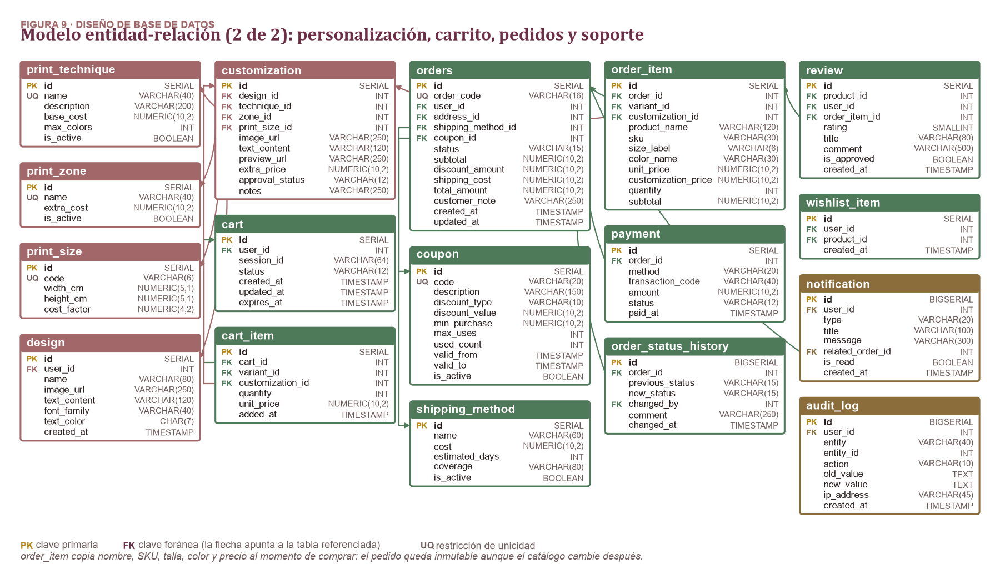 FIGURA 9 · DISEÑO DE BASE DE DATOS
Modelo entidad-relación (2 de 2): personalización, carrito, pedidos y soporte
print_technique
PK id SERIAL
UQ name VARCHAR(40)
description VARCHAR(200)
base_cost NUMERIC(10,2)
max_colors INT
is_active BOOLEAN
print_zone
PK id SERIAL
UQ name VARCHAR(40)
extra_cost NUMERIC(10,2)
is_active BOOLEAN
print_size
PK id SERIAL
UQ code VARCHAR(6)
width_cm NUMERIC(5,1)
height_cm NUMERIC(5,1)
cost_factor NUMERIC(4,2)
design
PK id SERIAL
FK user_id INT
name VARCHAR(80)
image_url VARCHAR(250)
text_content VARCHAR(120)
font_family VARCHAR(40)
text_color CHAR(7)
created_at TIMESTAMP
customization
PK id SERIAL
FK design_id INT
FK technique_id INT
FK zone_id INT
FK print_size_id INT
image_url VARCHAR(250)
text_content VARCHAR(120)
preview_url VARCHAR(250)
extra_price NUMERIC(10,2)
approval_status VARCHAR(12)
notes VARCHAR(250)
cart
PK id SERIAL
FK user_id INT
session_id VARCHAR(64)
status VARCHAR(12)
created_at TIMESTAMP
updated_at TIMESTAMP
expires_at TIMESTAMP
cart_item
PK id SERIAL
FK cart_id INT
FK variant_id INT
FK customization_id INT
quantity INT
unit_price NUMERIC(10,2)
added_at TIMESTAMP
orders
PK id SERIAL
UQ order_code VARCHAR(16)
FK user_id INT
FK address_id INT
FK shipping_method_id INT
FK coupon_id INT
status VARCHAR(15)
subtotal NUMERIC(10,2)
discount_amount NUMERIC(10,2)
shipping_cost NUMERIC(10,2)
total_amount NUMERIC(10,2)
customer_note VARCHAR(250)
created_at TIMESTAMP
updated_at TIMESTAMP
coupon
PK id SERIAL
UQ code VARCHAR(20)
description VARCHAR(150)
discount_type VARCHAR(10)
discount_value NUMERIC(10,2)
min_purchase NUMERIC(10,2)
max_uses INT
used_count INT
valid_from TIMESTAMP
valid_to TIMESTAMP
is_active BOOLEAN
shipping_method
PK id SERIAL
name VARCHAR(60)
cost NUMERIC(10,2)
estimated_days INT
coverage VARCHAR(80)
is_active BOOLEAN
order_item
PK id SERIAL
FK order_id INT
FK variant_id INT
FK customization_id INT
product_name VARCHAR(120)
sku VARCHAR(30)
size_label VARCHAR(6)
color_name VARCHAR(30)
unit_price NUMERIC(10,2)
customization_price NUMERIC(10,2)
quantity INT
subtotal NUMERIC(10,2)
payment
PK id SERIAL
FK order_id INT
method VARCHAR(20)
transaction_code VARCHAR(40)
amount NUMERIC(10,2)
status VARCHAR(12)
paid_at TIMESTAMP
order_status_history
PK id BIGSERIAL
FK order_id INT
previous_status VARCHAR(15)
new_status VARCHAR(15)
FK changed_by INT
comment VARCHAR(250)
changed_at TIMESTAMP
review
PK id SERIAL
FK product_id INT
FK user_id INT
FK order_item_id INT
rating SMALLINT
title VARCHAR(80)
comment VARCHAR(500)
is_approved BOOLEAN
created_at TIMESTAMP
wishlist_item
PK id SERIAL
FK user_id INT
FK product_id INT
created_at TIMESTAMP
notification
PK id BIGSERIAL
FK user_id INT
type VARCHAR(20)
title VARCHAR(100)
message VARCHAR(300)
FK related_order_id INT
is_read BOOLEAN
created_at TIMESTAMP
audit_log
PK id BIGSERIAL
FK user_id INT
entity VARCHAR(40)
entity_id INT
action VARCHAR(10)
old_value TEXT
new_value TEXT
ip_address VARCHAR(45)
created_at TIMESTAMP
PK clave primaria FK clave foránea (la flecha apunta a la tabla referenciada) UQ restricción de unicidad
order_item copia nombre, SKU, talla, color y precio al momento de comprar: el pedido queda inmutable aunque el catálogo cambie después.